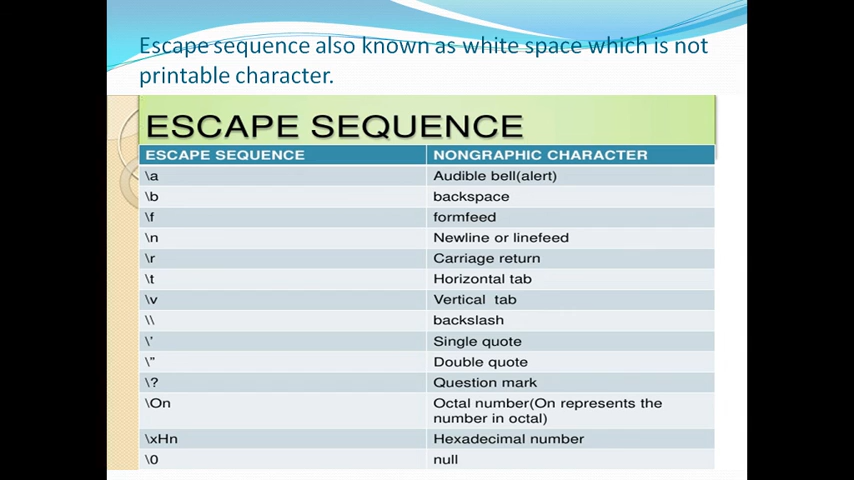 Escape sequence also known as white space which is not
printable character.
ESCAPE SEQUENCE
ESCAPE SEQUENCE NONGRAPHIC CHARACTER
\a Audible bell(alert)
\b backspace
\f formfeed
\n Newline or linefeed
\r Carriage return
\t Horizontal tab
\v Vertical  tab
\\ backslash
\' Single quote
\" Double quote
\? Question mark
\On Octal number(On represents the
number in octal)
\xHn Hexadecimal number
\0 null